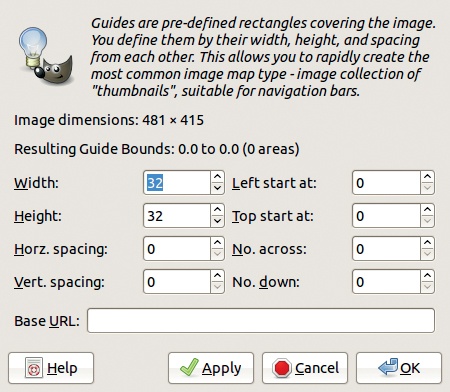 Guides are pre-defined rectangles covering the image.
You define them by their width, height, and spacing
from each other. This allows you to rapidly create the
most common image map type - image collection of
"thumbnails", suitable for navigation bars.
Image dimensions: 481 × 415
Resulting Guide Bounds: 0.0 to 0.0 (0 areas)
Width: 32 Left start at: 0
Height: 32 Top start at: 0
Horz. spacing: 0 No. across: 0
Vert. spacing: 0 No. down: 0
Base URL:
Help Apply Cancel OK